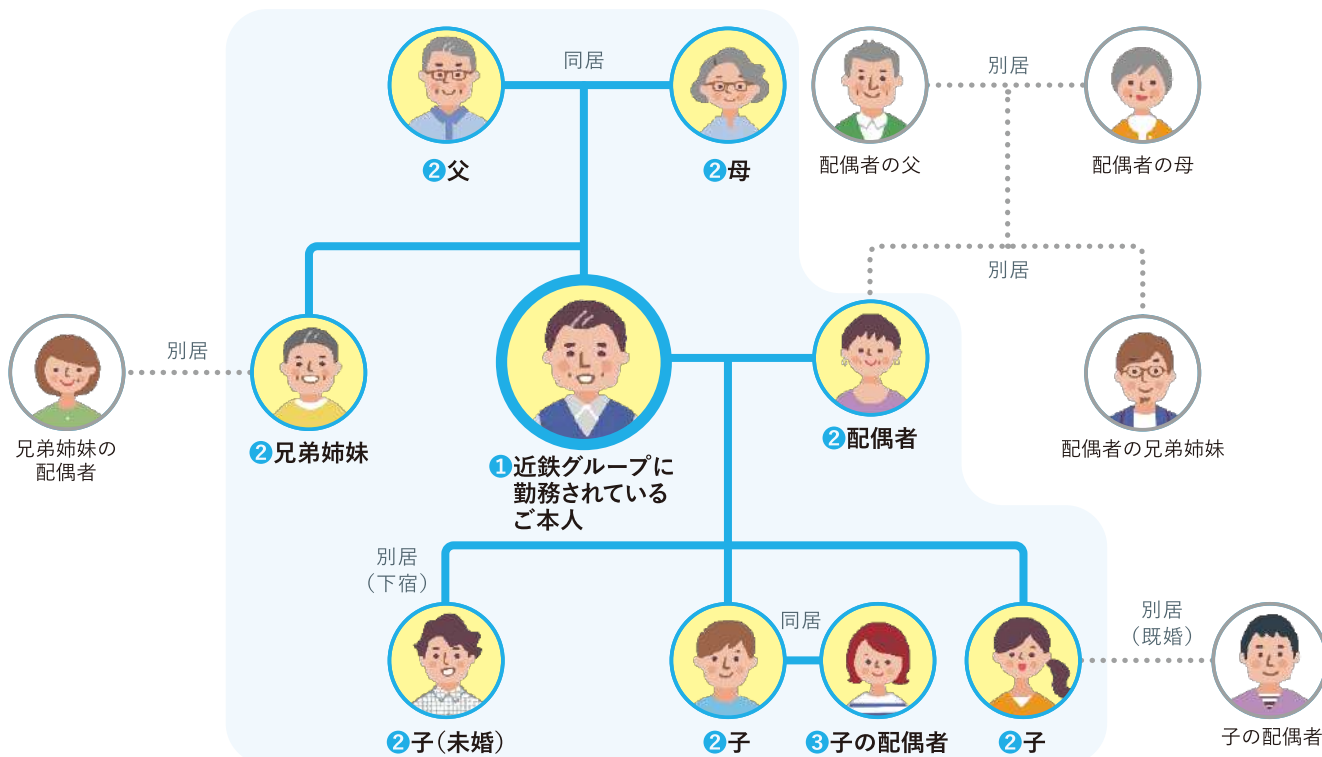 同居
別居
❷父
❷母
配偶者の父
配偶者の母
別居
別居
兄弟姉妹の
配偶者
❷兄弟姉妹
❶近鉄グループに
勤務されている
ご本人
❷配偶者
配偶者の兄弟姉妹
別居
（下宿）
同居
別居
（既婚）
❷子（未婚）
❷子
❸子の配偶者
❷子
子の配偶者